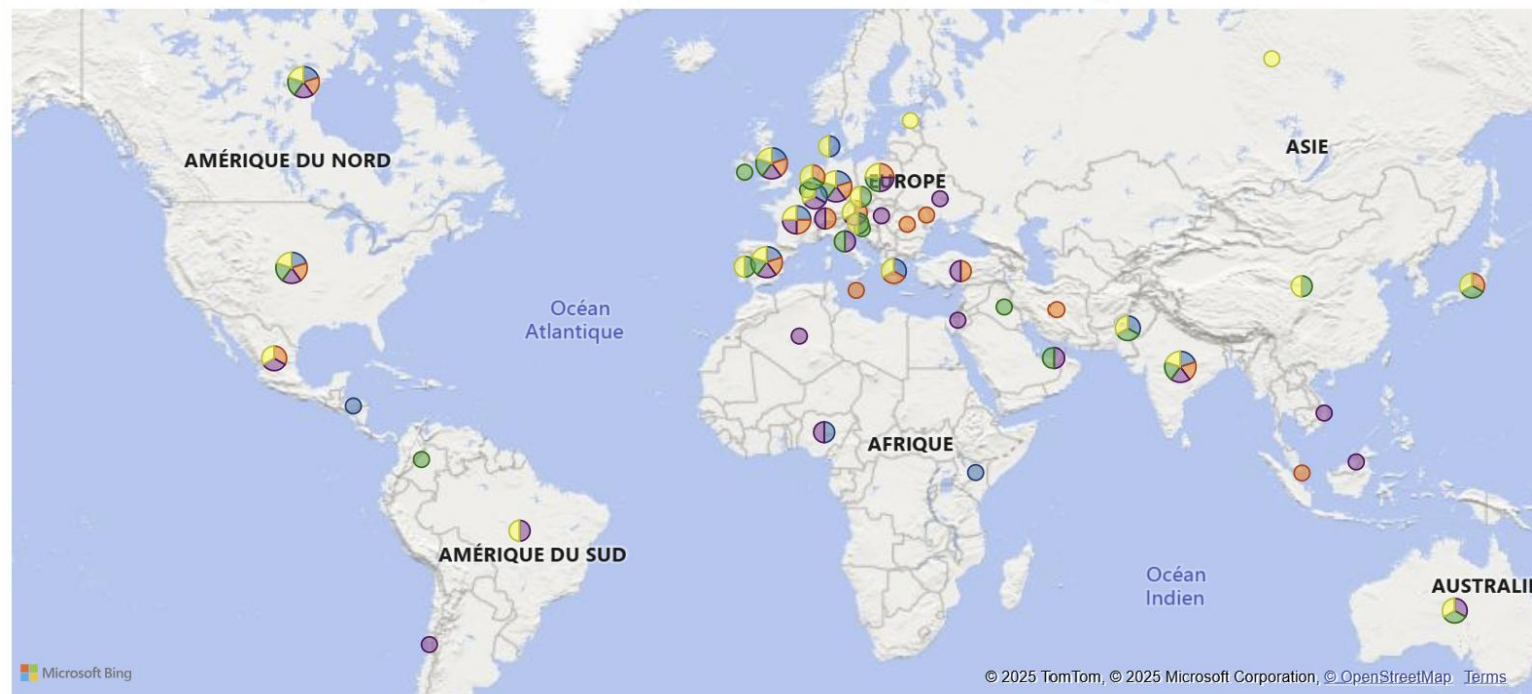 AMÉRIQUE DU NORD
ASIE
EUROPE
Océan
Atlantique
AFRIQUE
AMÉRIQUE DU SUD
Océan
Indien
AUSTRALI
Microsoft Bing
© 2025 TomTom, © 2025 Microsoft Corporation, © OpenStreetMap Terms